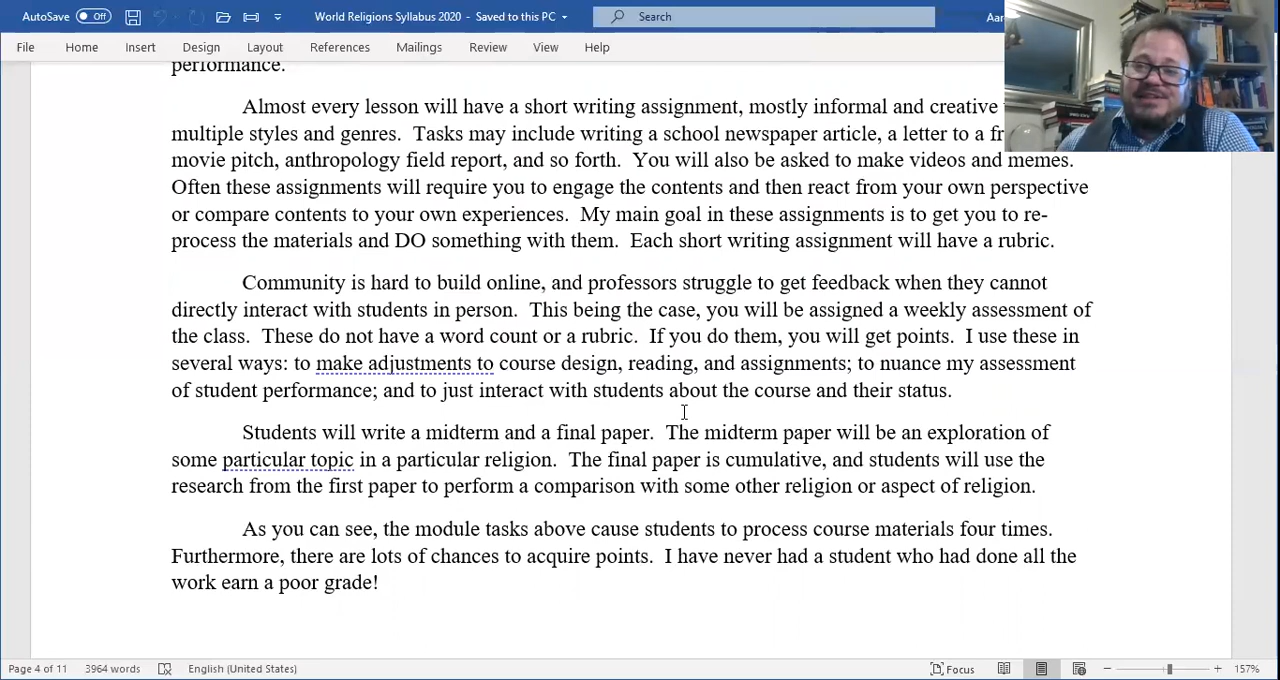 AutoSave Off World Religions Syllabus 2020 - Saved to this PC Search
File Home Insert Design Layout References Mailings Review View Help
performance.
Almost every lesson will have a short writing assignment, mostly informal and creative
multiple styles and genres. Tasks may include writing a school newspaper article, a letter to a
movie pitch, anthropology field report, and so forth. You will also be asked to make videos and memes.
Often these assignments will require you to engage the contents and then react from your own perspective
or compare contents to your own experiences. My main goal in these assignments is to get you to re-
process the materials and DO something with them. Each short writing assignment will have a rubric.
Community is hard to build online, and professors struggle to get feedback when they cannot
directly interact with students in person. This being the case, you will be assigned a weekly assessment of
the class. These do not have a word count or a rubric. If you do them, you will get points. I use these in
several ways: to make adjustments to course design, reading, and assignments; to nuance my assessment
of student performance; and to just interact with students about the course and their status.
Students will write a midterm and a final paper. The midterm paper will be an exploration of
some particular topic in a particular religion. The final paper is cumulative, and students will use the
research from the first paper to perform a comparison with some other religion or aspect of religion.
As you can see, the module tasks above cause students to process course materials four times.
Furthermore, there are lots of chances to acquire points. I have never had a student who had done all the
work earn a poor grade!
Page 4 of 11 3964 words English (United States) Focus 157%